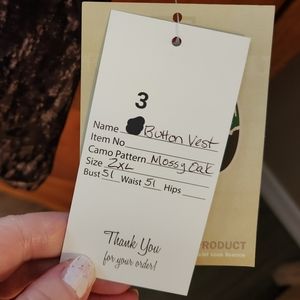 3
Name Button Vest
Item No
Camo Pattern Mossy Oak
Size 2XL
Bust 51 Waist 51 Hips
Thank You
for your order!
PRODUCT